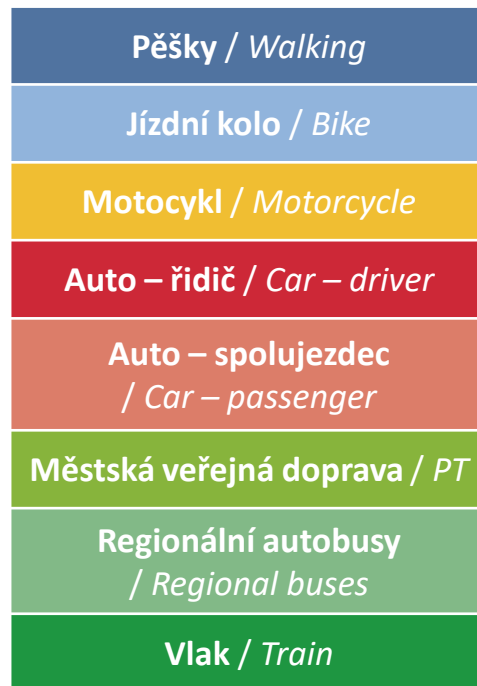 Pěšky / Walking
Jízdní kolo / Bike
Motocykl / Motorcycle
Auto – řidič / Car – driver
Auto – spolujezdec
/ Car – passenger
Městská veřejná doprava / PT
Regionální autobusy
/ Regional buses
Vlak / Train